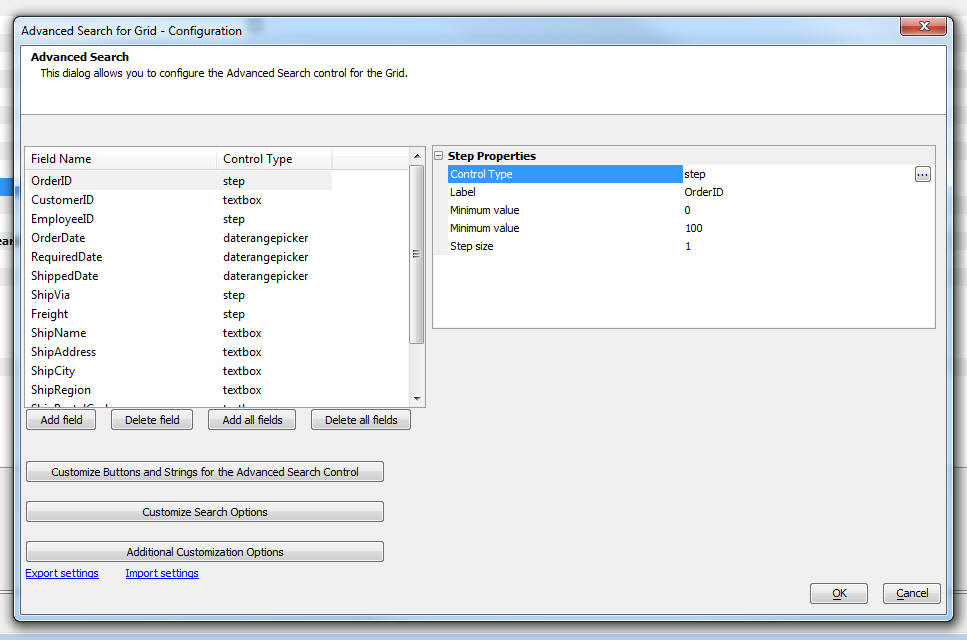 Advanced Search for Grid - Configuration
Advanced Search
This dialog allows you to configure the Advanced Search control for the Grid.
Field Name Control Type
OrderID step
CustomerID textbox
EmployeeID step
OrderDate daterangepicker
RequiredDate daterangepicker
ShippedDate daterangepicker
ShipVia step
Freight step
ShipName textbox
ShipAddress textbox
ShipCity textbox
ShipRegion textbox
Step Properties
Control Type step
Label OrderID
Minimum value 0
Minimum value 100
Step size 1
...
Add field Delete field Add all fields Delete all fields
Customize Buttons and Strings for the Advanced Search Control
Customize Search Options
Additional Customization Options
Export settings Import settings
OK Cancel